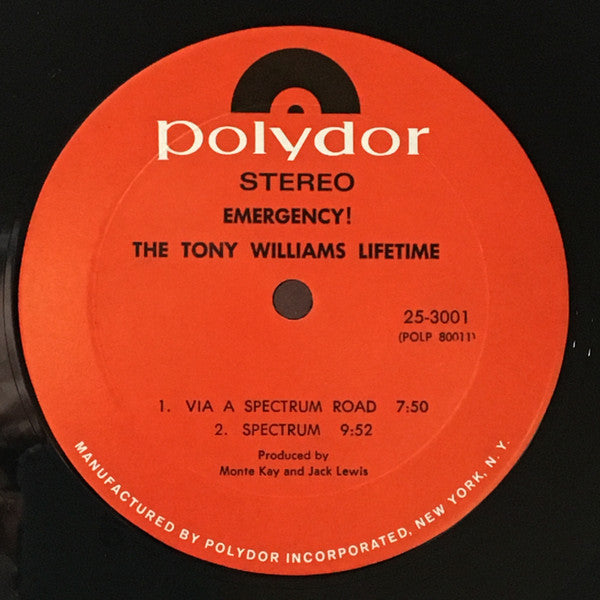 polydor
STEREO
EMERGENCY!
THE TONY WILLIAMS LIFETIME
25-3001
(POLP 80011)
1. VIA A SPECTRUM ROAD 7:50
2. SPECTRUM 9:52
Produced by
Monte Kay and Jack Lewis
MANUFACTURED BY POLYDOR INCORPORATED, NEW YORK, N. Y.